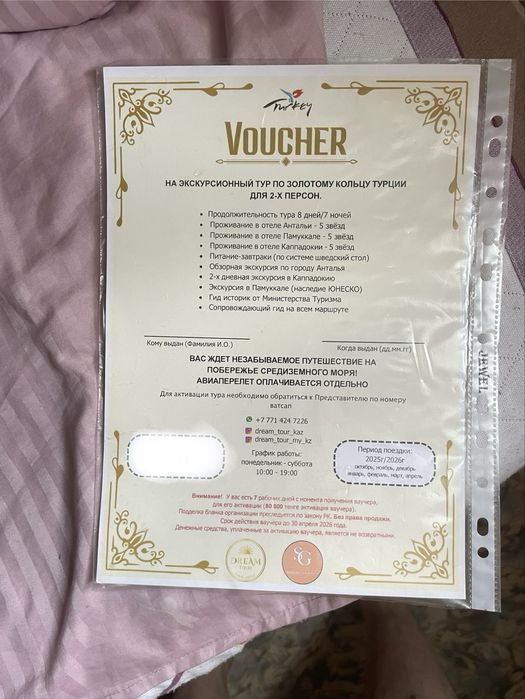 Turkey
VOUCHER
НА ЭКСКУРСИОННЫЙ ТУР ПО ЗОЛОТОМУ КОЛЬЦУ ТУРЦИИ
ДЛЯ 2-Х ПЕРСОН.
• Продолжительность тура 8 дней/7 ночей
• Проживание в отеле Антальи - 5 звёзд
• Проживание в отеле Памуккале - 5 звёзд
• Проживание в отеле Каппадокии - 5 звёзд
• Питание-завтраки (по системе шведский стол)
• Обзорная экскурсия по городу Анталья
• 2-х дневная экскурсия в Каппадокию
• Экскурсия в Памуккале (наследие ЮНЕСКО)
• Гид историк от Министерства Туризма
• Сопровождающий гид на всем маршруте
Кому выдан (Фамилия И.О.)
Когда выдан (дд.мм.гг)
ВАС ЖДЕТ НЕЗАБЫВАЕМОЕ ПУТЕШЕСТВИЕ НА
ПОБЕРЕЖЬЕ СРЕДИЗЕМНОГО МОРЯ!
АВИАПЕРЕЛЕТ ОПЛАЧИВАЕТСЯ ОТДЕЛЬНО
Для активации тура необходимо обратиться к Представителю по номеру
ватсап
+7 771 424 7226
dream_tour_kaz
dream_tour_my_kz
График работы:
понедельник - суббота
10:00 - 19:00
Период поездки:
2025г/2026г
октябрь, ноябрь, декабрь
январь, февраль, март, апрель
Внимание! У вас есть 7 рабочих дней с момента получения ваучера,
для его активации (80 000 тенге активация ваучера).
Подделка бланка организации преследуется по закону РК. Без права продажи.
Срок действия ваучера до 30 апреля 2026 года.
Денежные средства, уплаченные за активацию ваучера, является не возвратными.
DREAM
TOUR
SG
JEWEL